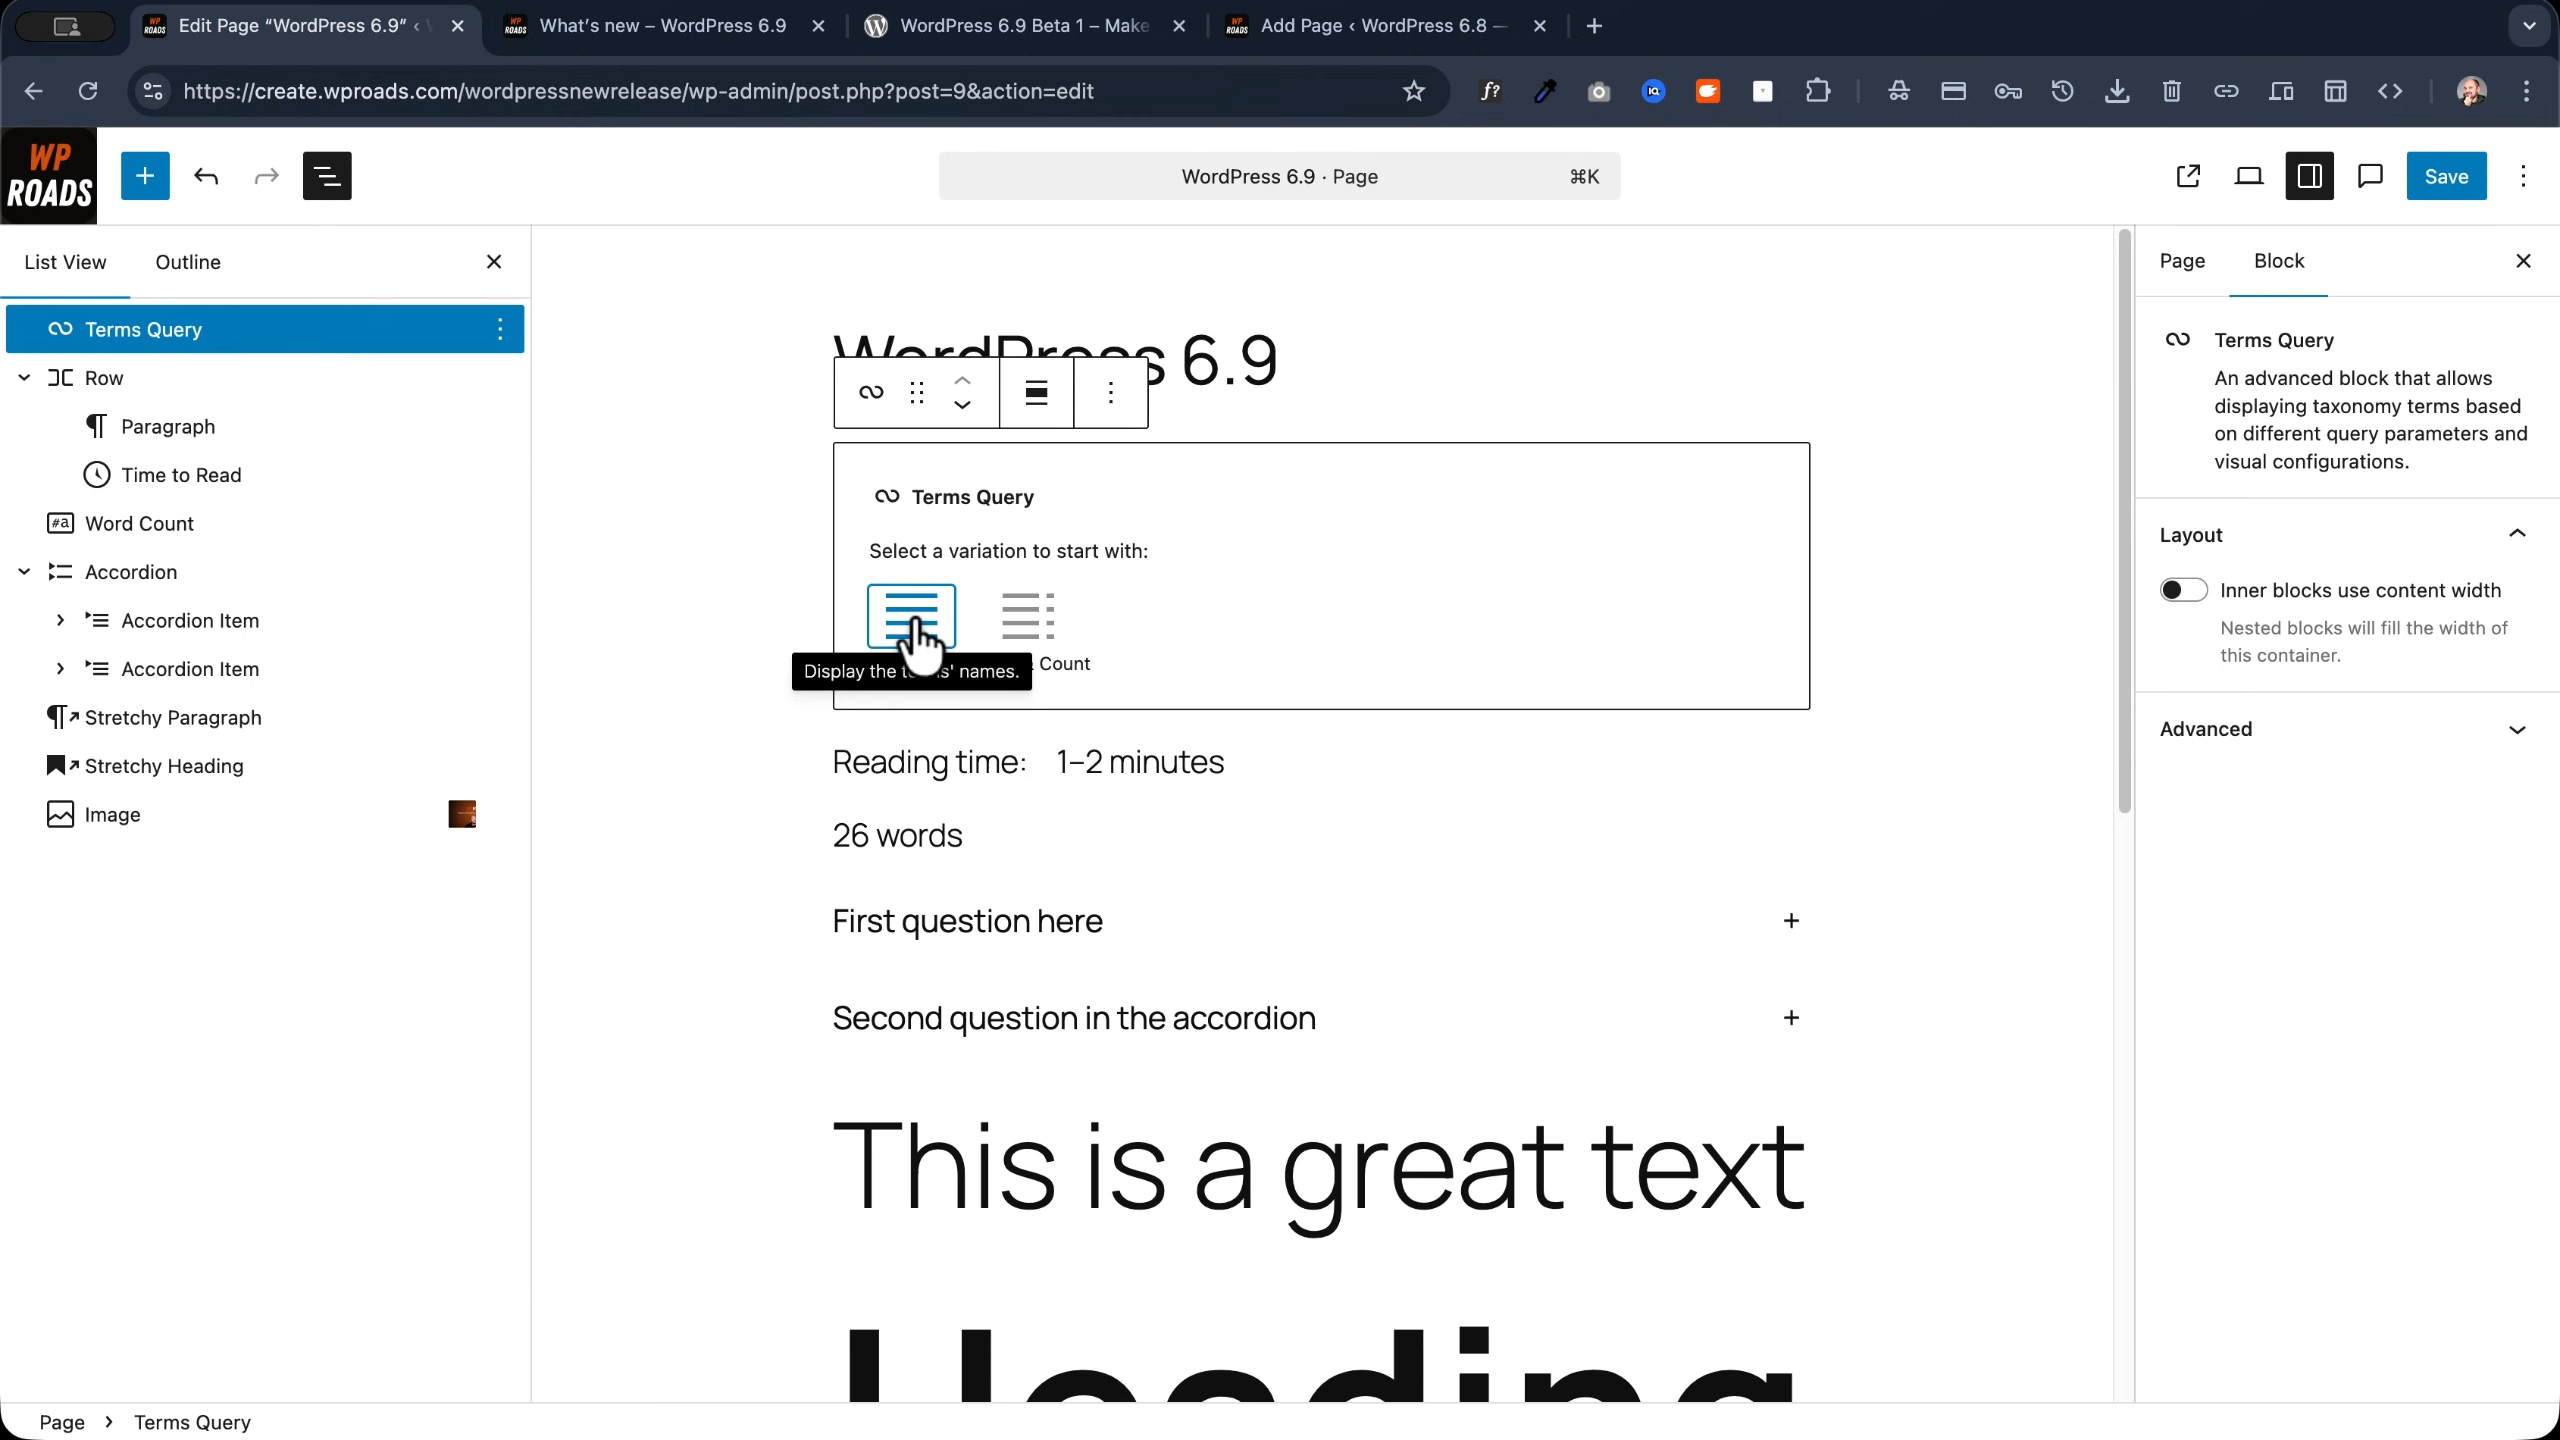 Edit Page “WordPress 6.9” ‹
What’s new – WordPress 6.9
WordPress 6.9 Beta 1 – Make
Add Page ‹ WordPress 6.8 —
https://create.wproads.com/wordpressnewrelease/wp-admin/post.php?post=9&action=edit
WP
ROADS
WordPress 6.9 · Page
⌘K
Save
List View
Outline
Terms Query
Row
Paragraph
Time to Read
Word Count
Accordion
Accordion Item
Accordion Item
Stretchy Paragraph
Stretchy Heading
Image
WordPress 6.9
Terms Query
Select a variation to start with:
Count
Display the names.
Reading time: 1–2 minutes
26 words
First question here
Second question in the accordion
This is a great text
Heading
Page
Block
Terms Query
An advanced block that allows
displaying taxonomy terms based
on different query parameters and
visual configurations.
Layout
Inner blocks use content width
Nested blocks will fill the width of
this container.
Advanced
Page
Terms Query